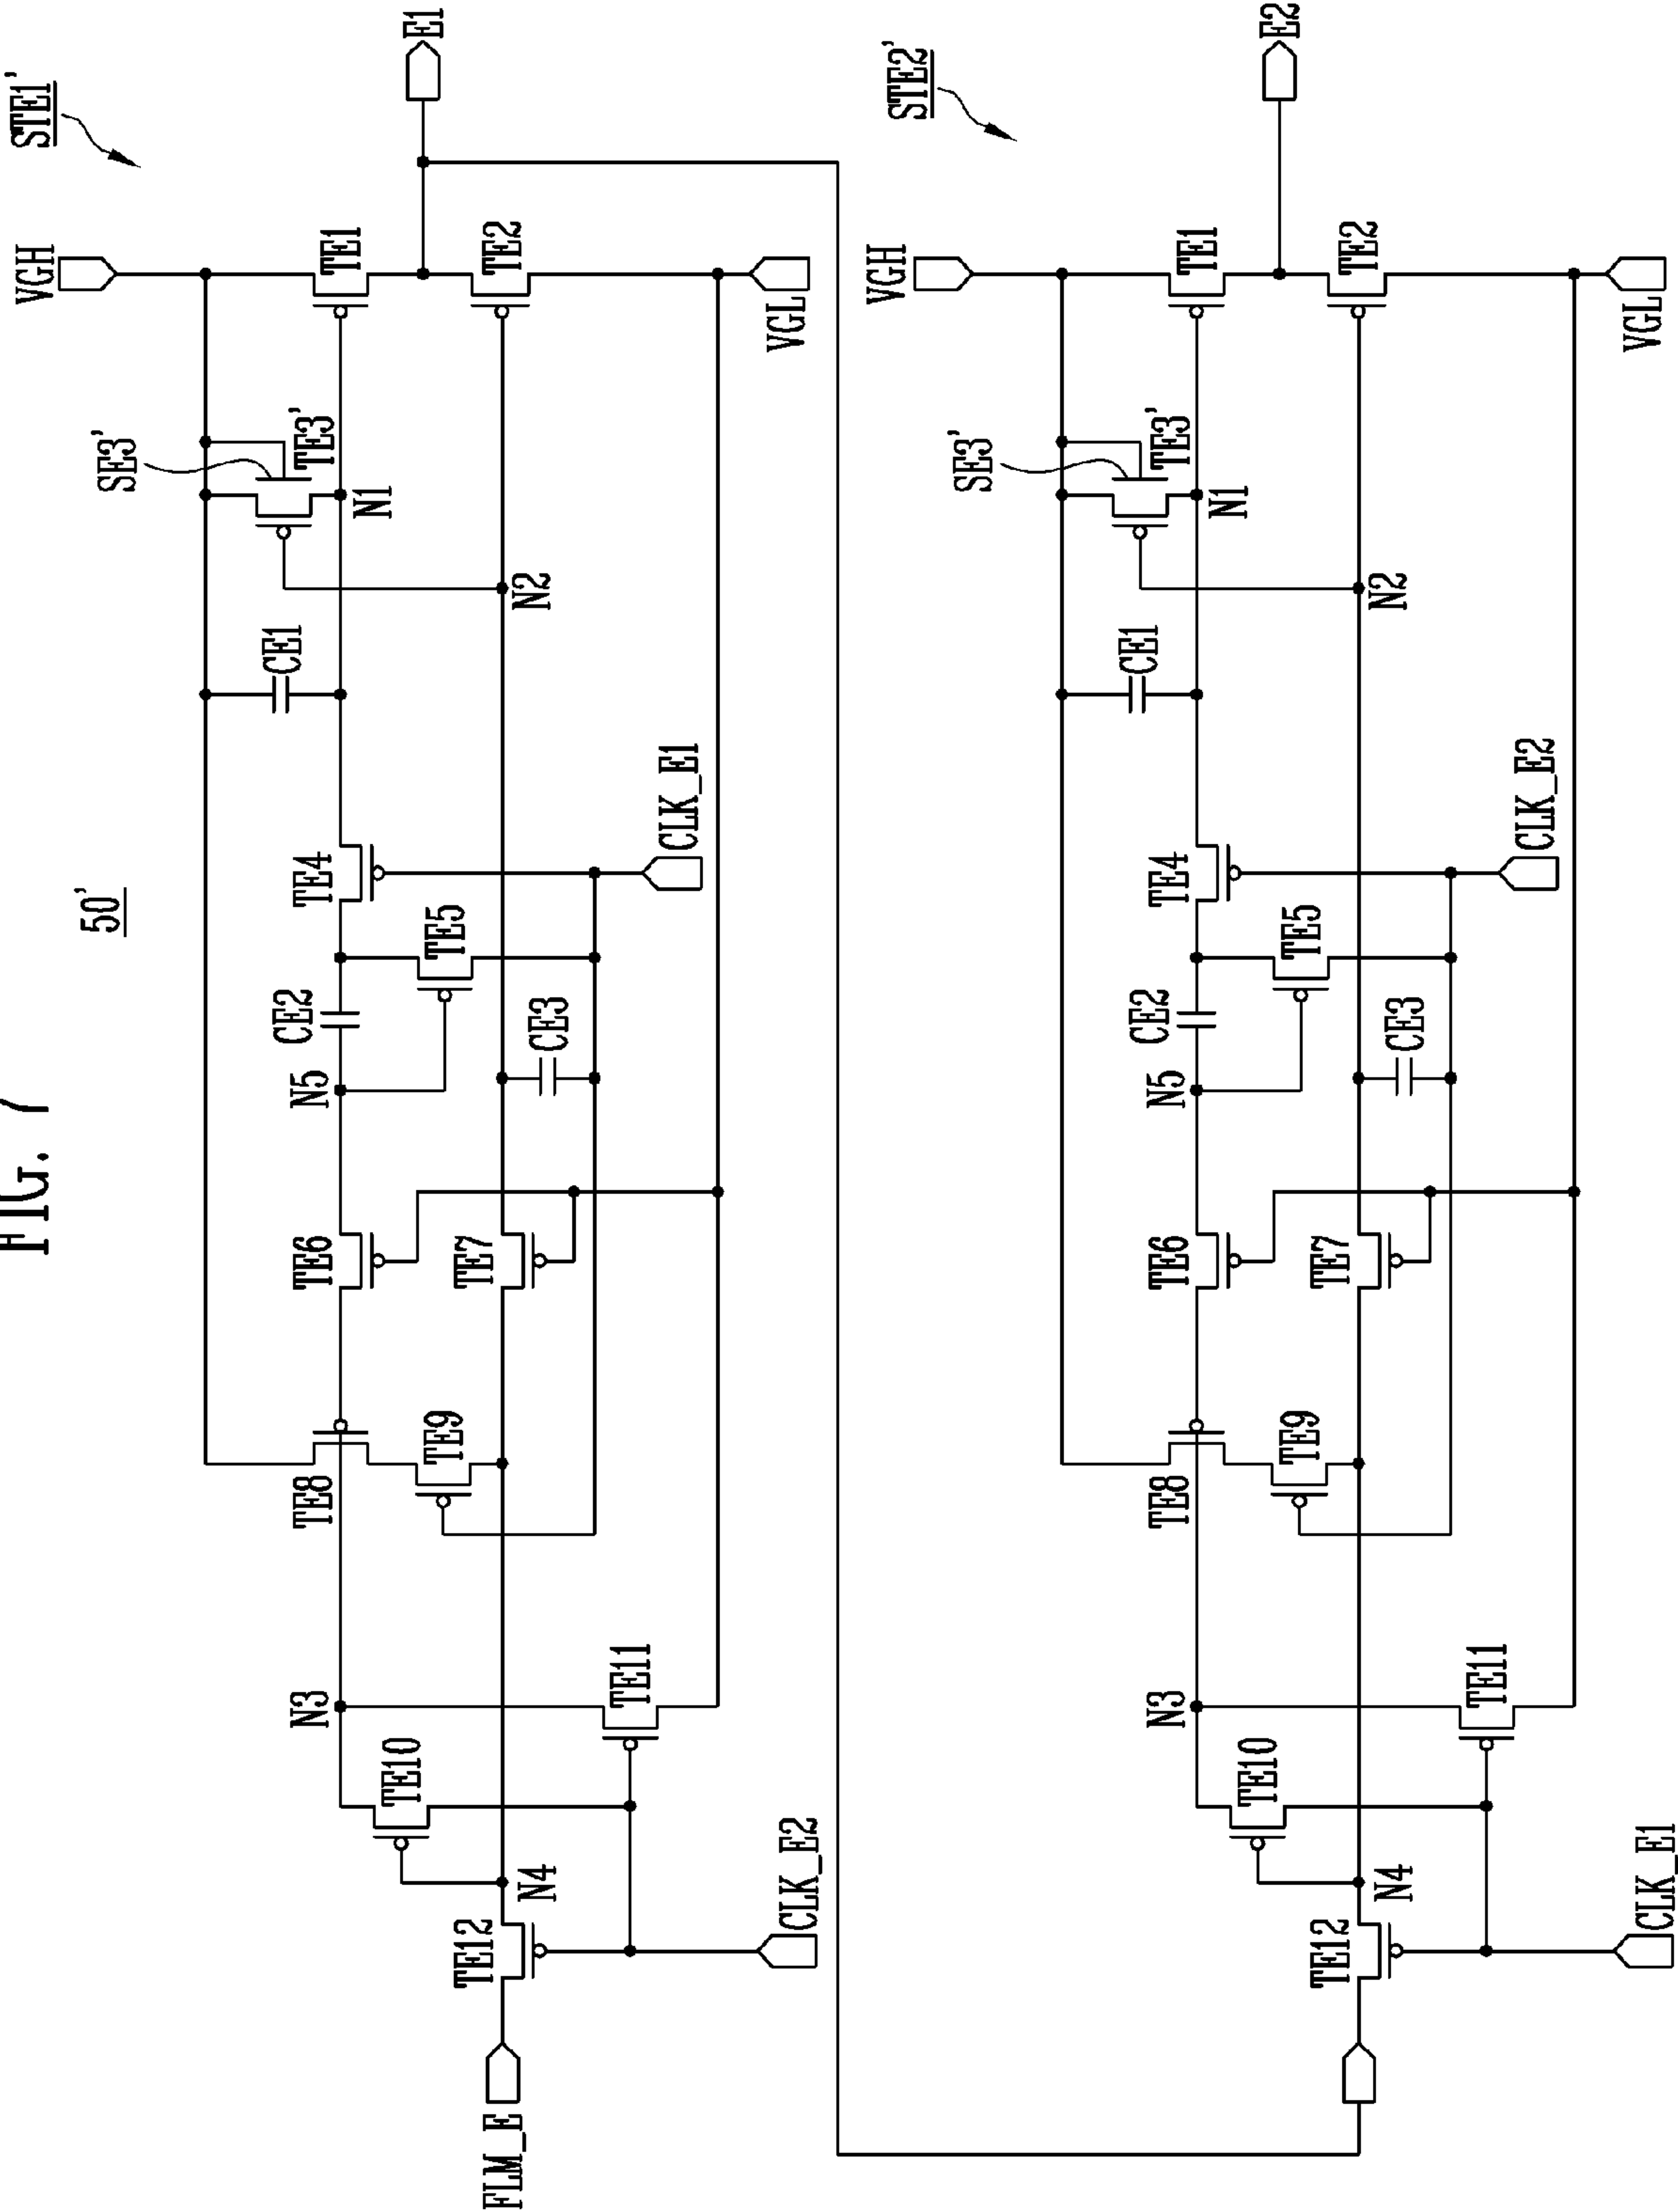 FIG. 7
50'
STE1'
VGH
SE3'
TE3'
TE1
E1
CE1
N1
TE4
CE2
N5
TE5
TE6
TE8
N3
TE10
TE9
TE7
CE3
N2
TE2
FLM_E
TE12
N4
TE11
CLK_E2
CLK_E1
VGL
STE2'
VGH
SE3'
TE3'
TE1
E2
CE1
N1
TE4
CE2
N5
TE5
TE6
TE8
N3
TE10
TE9
TE7
CE3
N2
TE2
TE12
N4
TE11
CLK_E1
CLK_E2
VGL